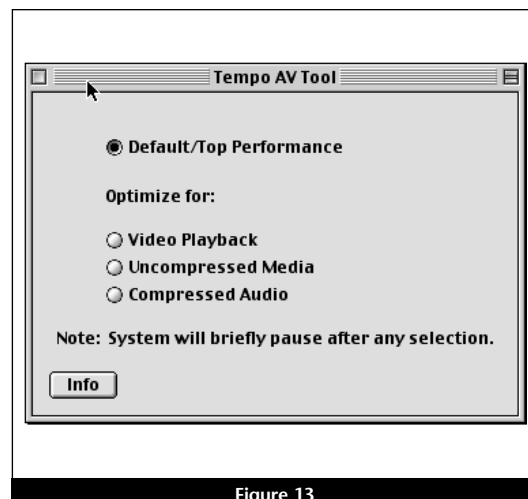 Tempo AV Tool
Default/Top Performance
Optimize for:
Video Playback
Uncompressed Media
Compressed Audio
Note: System will briefly pause after any selection.
Info
Figure 13